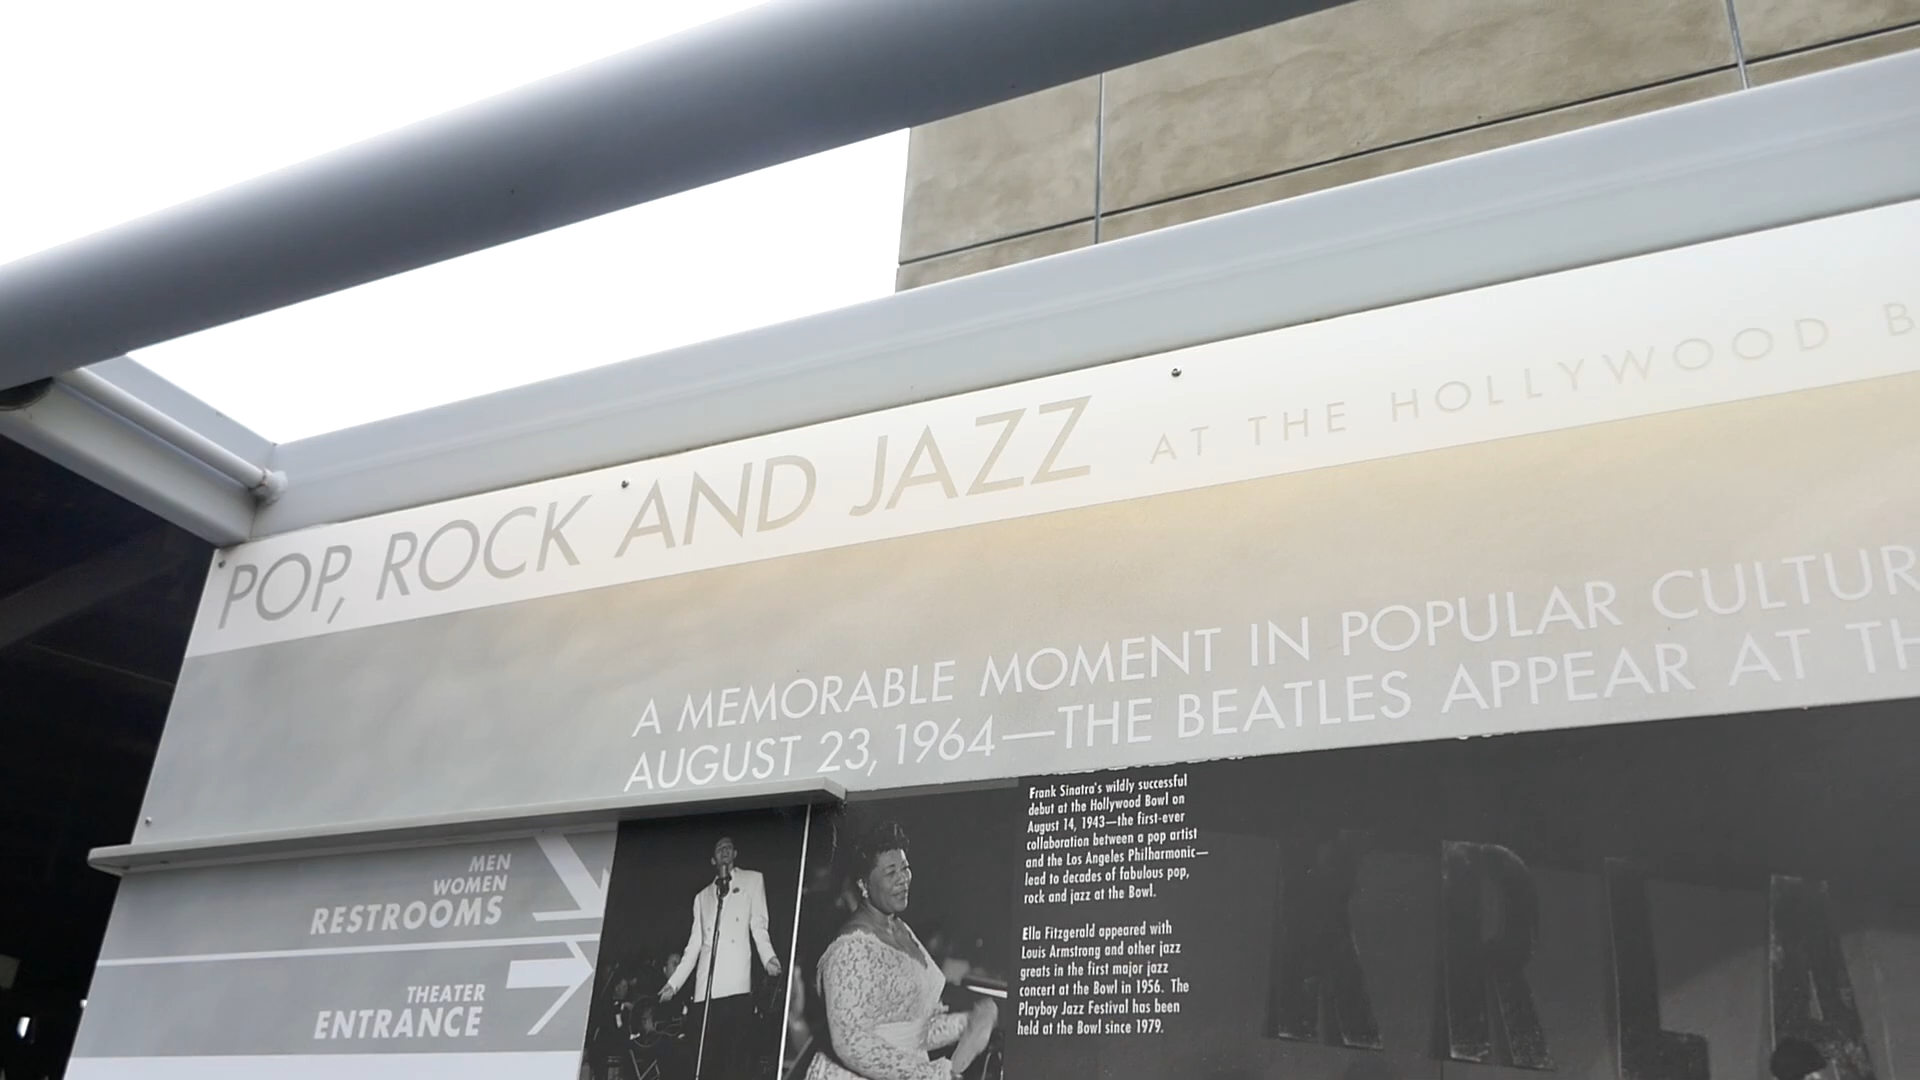 POP, ROCK AND JAZZ AT THE HOLLYWOOD B
A MEMORABLE MOMENT IN POPULAR CULTUR
AUGUST 23, 1964—THE BEATLES APPEAR AT TH
MEN
WOMEN
RESTROOMS
THEATER
ENTRANCE
Frank Sinatra's wildly successful
debut at the Hollywood Bowl on
August 14, 1943—the first-ever
collaboration between a pop artist
and the Los Angeles Philharmonic—
lead to decades of fabulous pop,
rock and jazz at the Bowl.
Ella Fitzgerald appeared with
Louis Armstrong and other jazz
greats in the first major jazz
concert at the Bowl in 1956. The
Playboy Jazz Festival has been
held at the Bowl since 1979.